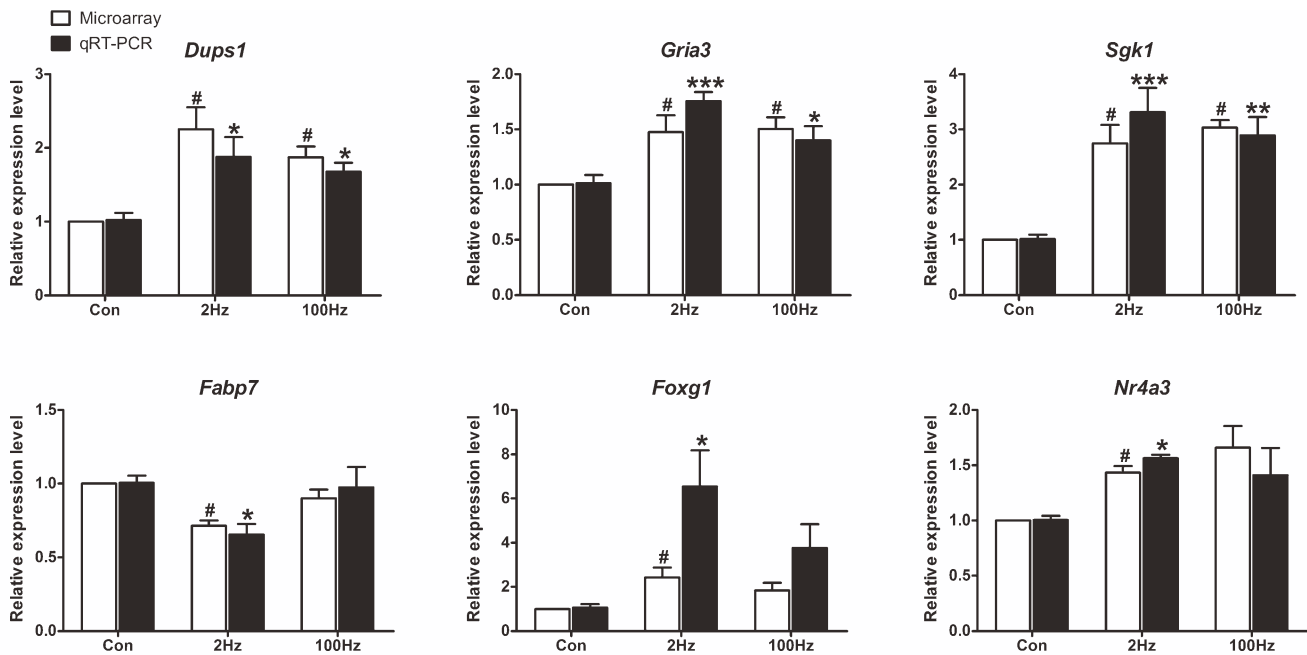 Microarray
qRT-PCR
Dups1
Relative expression level
3
2
1
0
#
*
#
*
Con
2Hz
100Hz
Gria3
Relative expression level
2.0
1.5
1.0
0.5
0.0
#
***
#
*
Con
2Hz
100Hz
Sgk1
Relative expression level
4
3
2
1
0
#
***
#
**
Con
2Hz
100Hz
Fabp7
Relative expression level
1.5
1.0
0.5
0.0
#
*
Con
2Hz
100Hz
Foxg1
Relative expression level
10
8
6
4
2
0
#
*
Con
2Hz
100Hz
Nr4a3
Relative expression level
2.0
1.5
1.0
0.5
0.0
#
*
Con
2Hz
100Hz